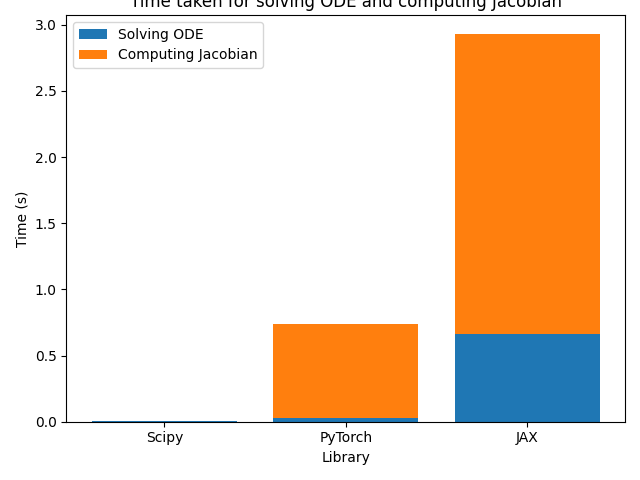 Time taken for solving ODE and computing Jacobian
Solving ODE
Computing Jacobian
3.0
2.5
2.0
1.5
1.0
0.5
0.0
Time (s)
Scipy
PyTorch
JAX
Library